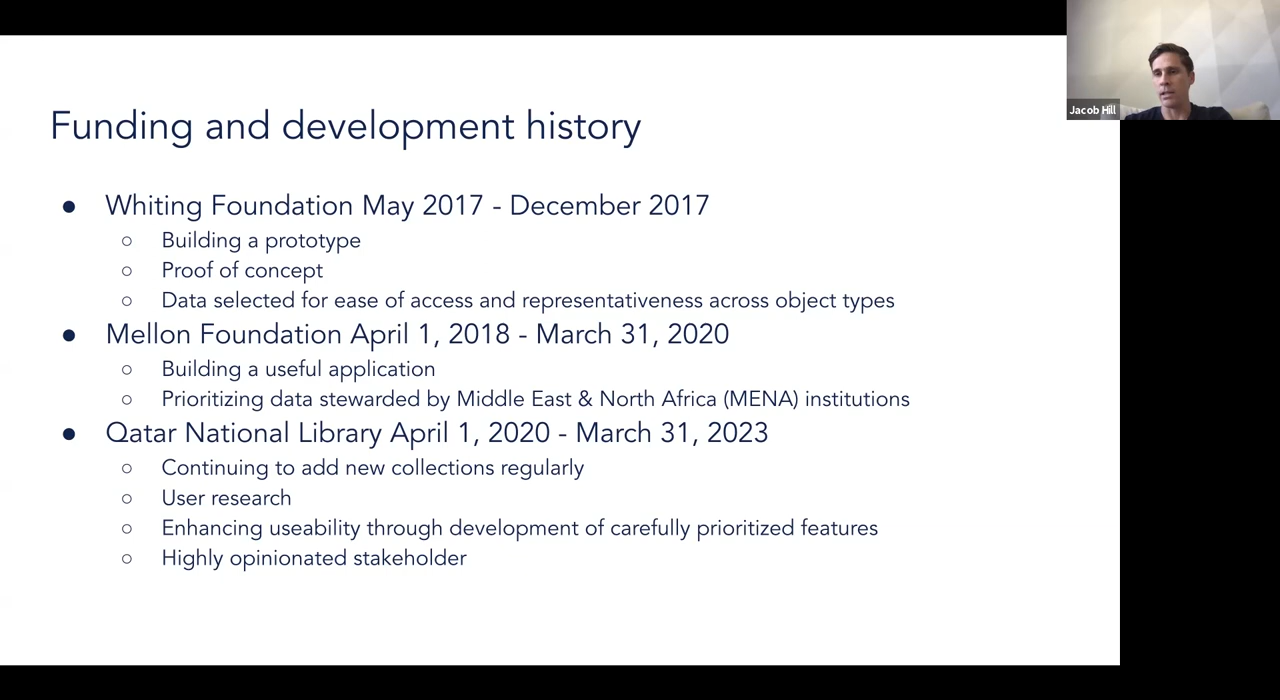 Funding and development history
● Whiting Foundation May 2017 - December 2017
○ Building a prototype
○ Proof of concept
○ Data selected for ease of access and representativeness across object types
● Mellon Foundation April 1, 2018 - March 31, 2020
○ Building a useful application
○ Prioritizing data stewarded by Middle East & North Africa (MENA) institutions
● Qatar National Library April 1, 2020 - March 31, 2023
○ Continuing to add new collections regularly
○ User research
○ Enhancing useability through development of carefully prioritized features
○ Highly opinionated stakeholder
Jacob Hill